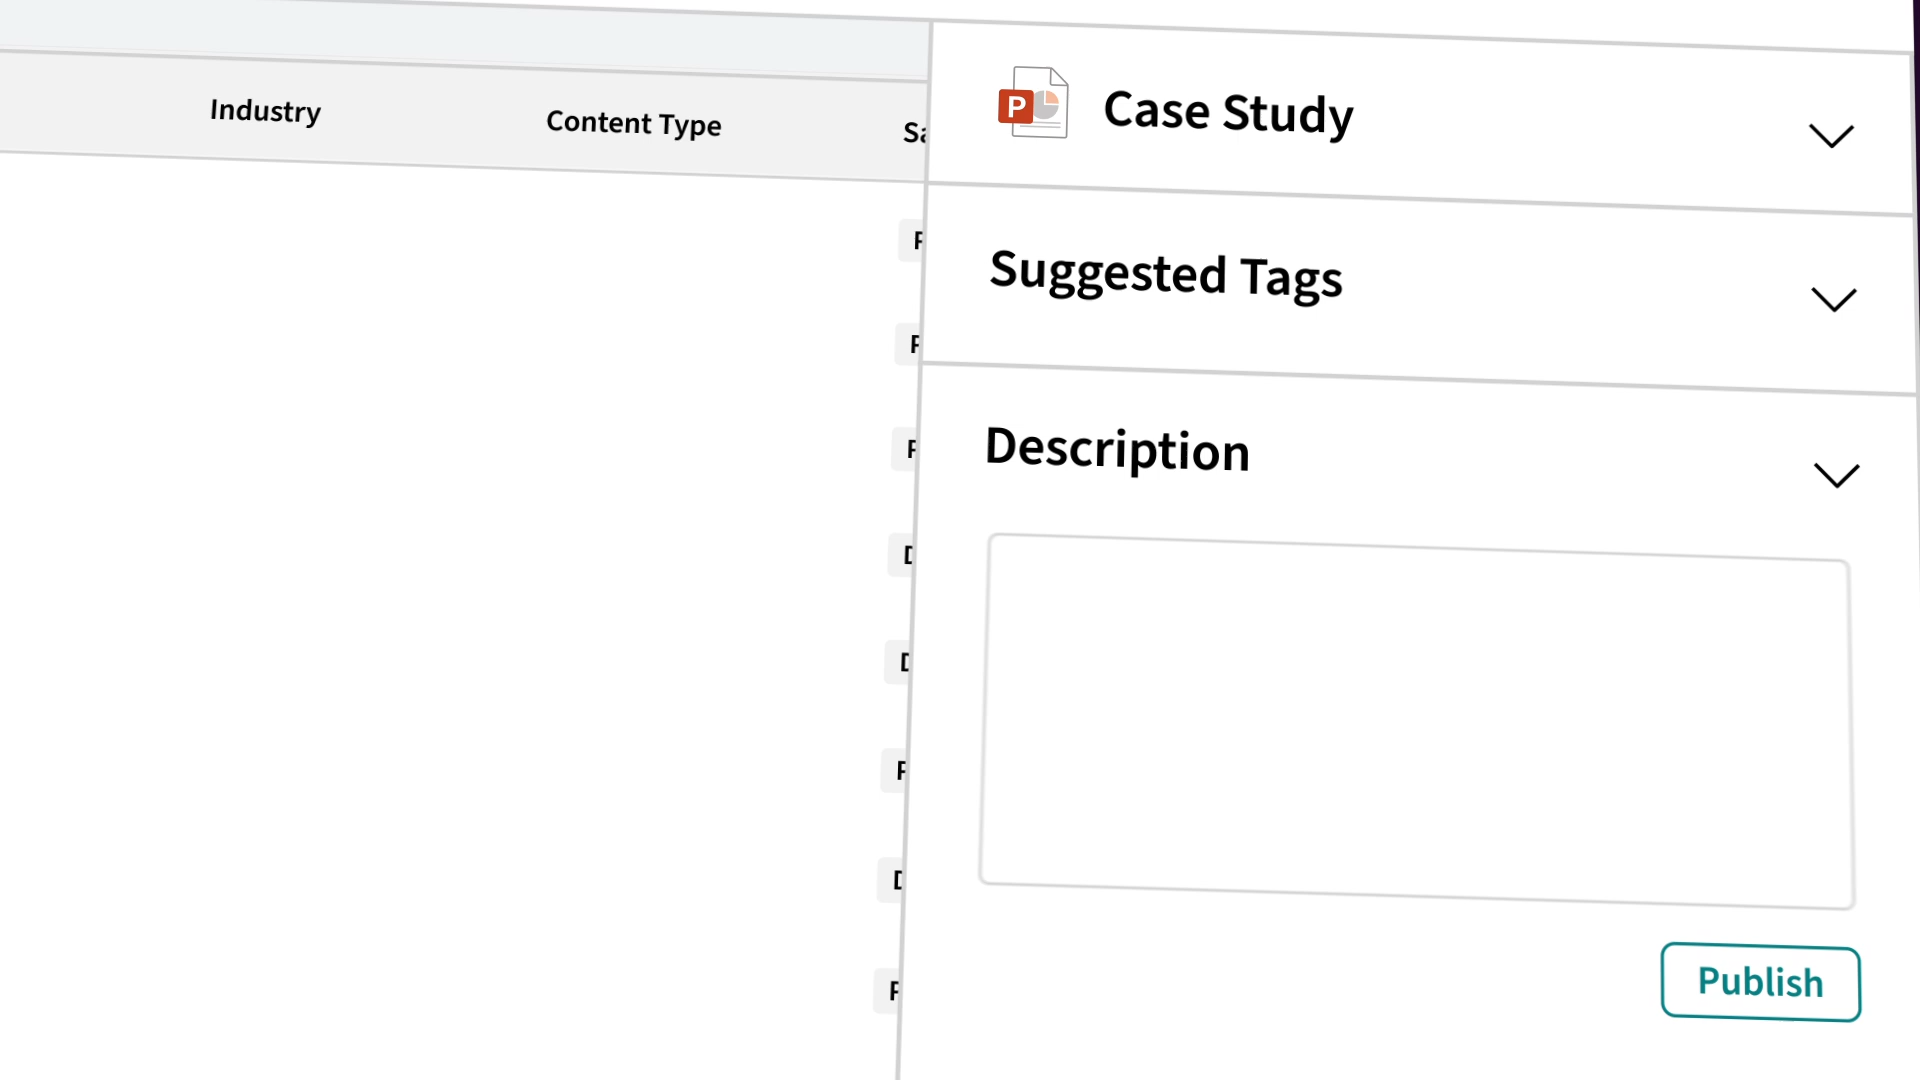 Industry
Content Type
P
Case Study
Suggested Tags
Description
Publish